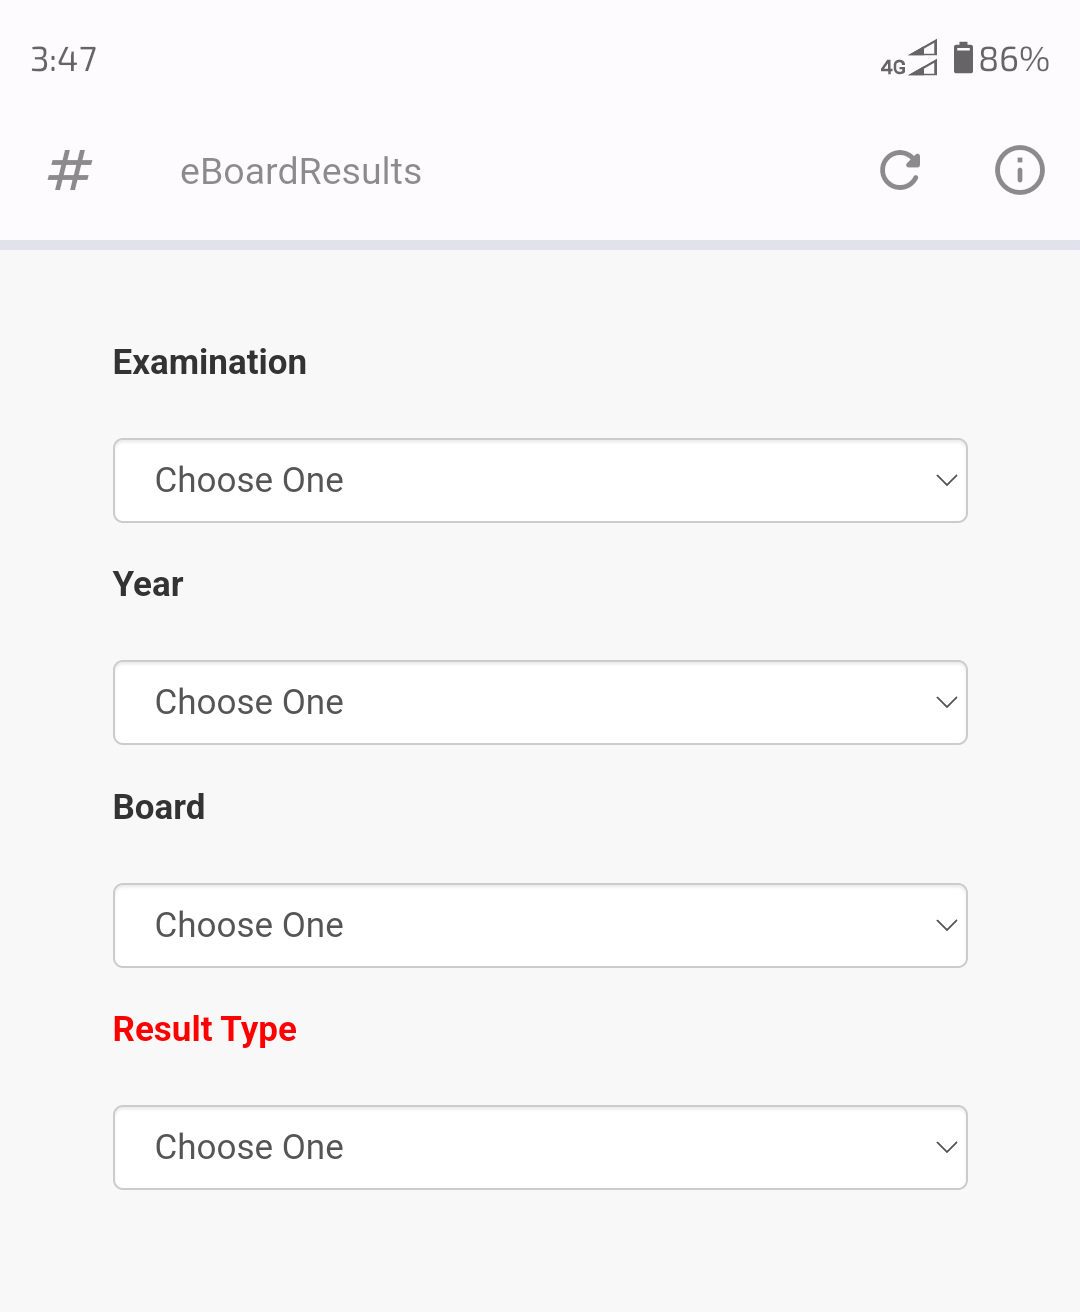 3:47
4G 86%
# eBoardResults
Examination
Choose One
Year
Choose One
Board
Choose One
Result Type
Choose One